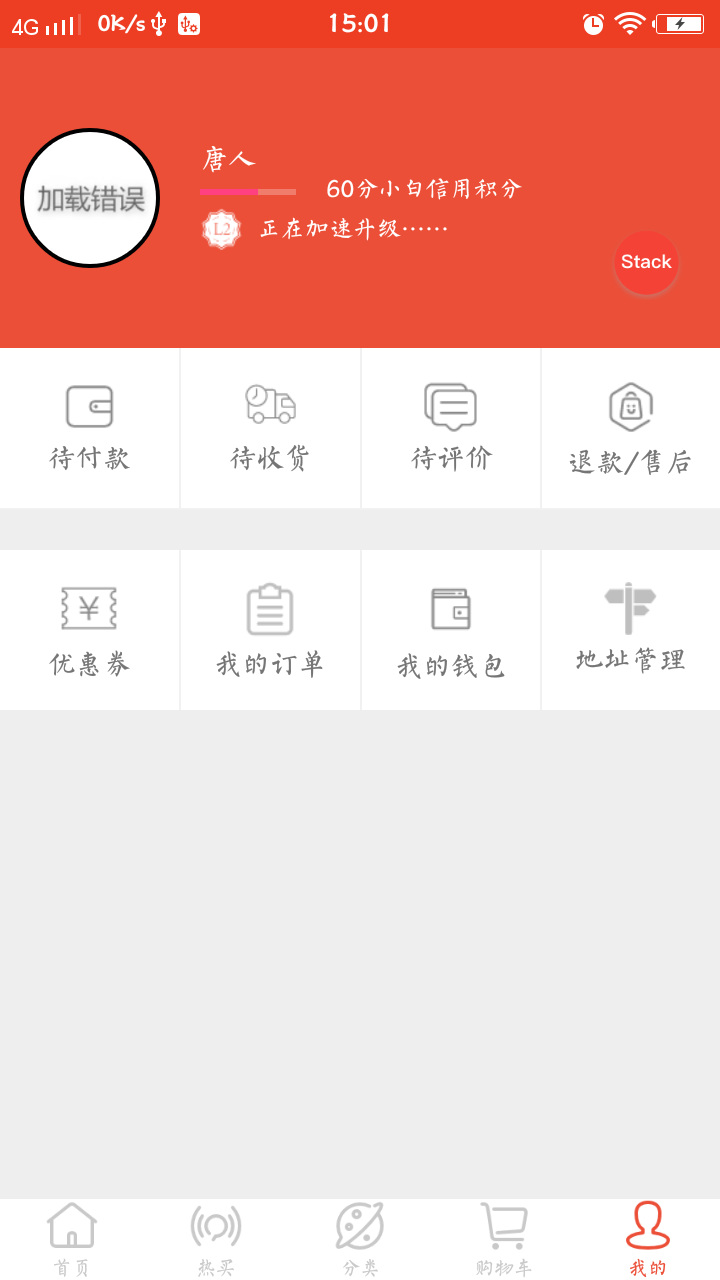 4G 0K/s 15:01
唐人
加载错误
60分小白信用积分
L2 正在加速升级……
Stack
待付款 待收货 待评价 退款/售后
¥
优惠券 我的订单 我的钱包 地址管理
首页 热买 分类 购物车 我的